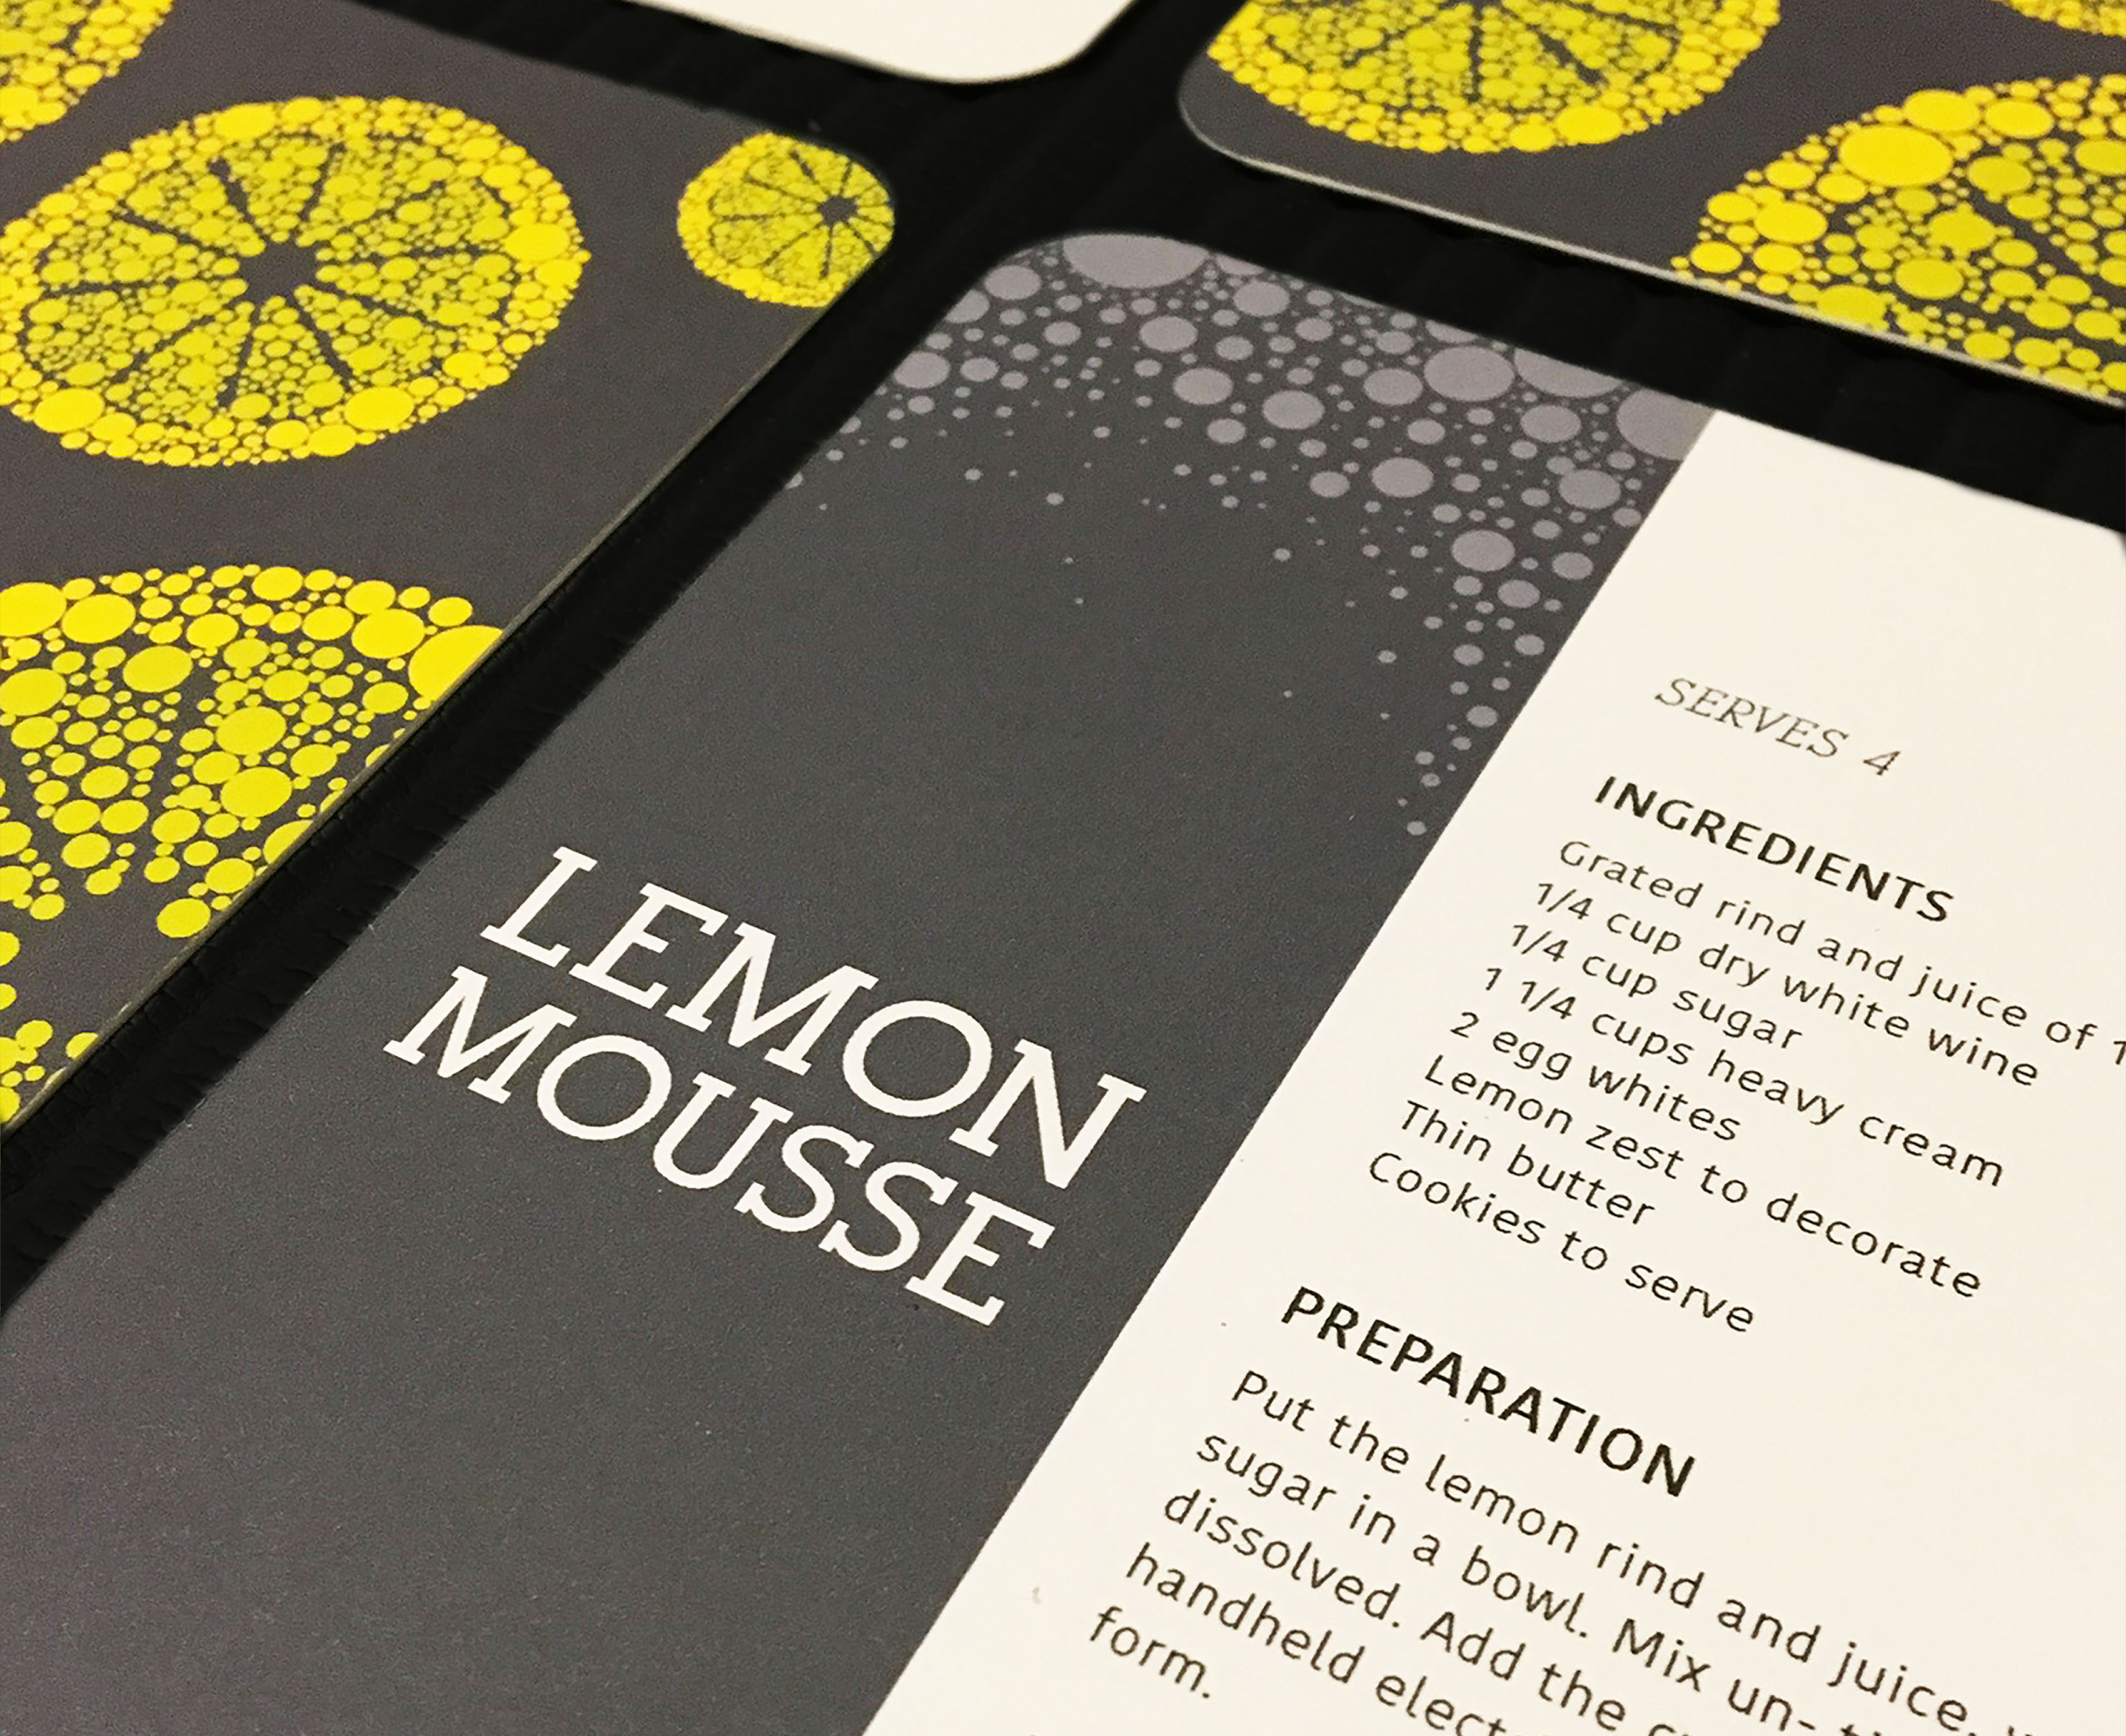 LEMON
MOUSSE
SERVES 4
INGREDIENTS
Grated rind and juice of 1
1/4 cup dry white wine
1/4 cup sugar
1 1/4 cups heavy cream
2 egg whites
Lemon zest to decorate
Thin butter
Cookies to serve
PREPARATION
Put the lemon rind and juice,
sugar in a bowl. Mix un-
dissolved. Add the
handheld
form.